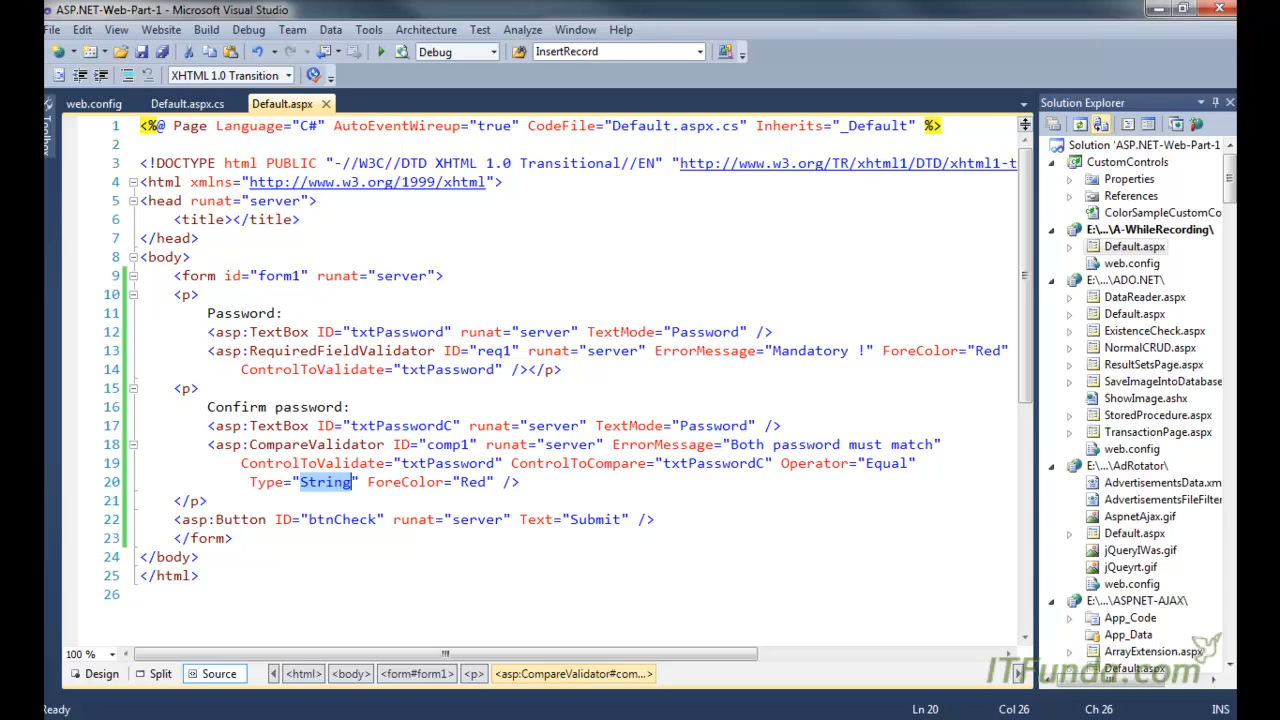 ASP.NET-Web-Part-1 - Microsoft Visual Studio
File Edit View Website Build Debug Team Data Tools Architecture Test Analyze Window Help
Debug InsertRecord
XHTML 1.0 Transition
web.config Default.aspx.cs Default.aspx
1 <%@ Page Language="C#" AutoEventWireup="true" CodeFile="Default.aspx.cs" Inherits="_Default" %>
2
3 <!DOCTYPE html PUBLIC "-//W3C//DTD XHTML 1.0 Transitional//EN" "http://www.w3.org/TR/xhtml1/DTD/xhtml1-t
4 <html xmlns="http://www.w3.org/1999/xhtml">
5 <head runat="server">
6 <title></title>
7 </head>
8 <body>
9 <form id="form1" runat="server">
10 <p>
11 Password:
12 <asp:TextBox ID="txtPassword" runat="server" TextMode="Password" />
13 <asp:RequiredFieldValidator ID="req1" runat="server" ErrorMessage="Mandatory !" ForeColor="Red"
14 ControlToValidate="txtPassword" /></p>
15 <p>
16 Confirm password:
17 <asp:TextBox ID="txtPasswordC" runat="server" TextMode="Password" />
18 <asp:CompareValidator ID="comp1" runat="server" ErrorMessage="Both password must match"
19 ControlToValidate="txtPassword" ControlToCompare="txtPasswordC" Operator="Equal"
20 Type="String" ForeColor="Red" />
21 </p>
22 <asp:Button ID="btnCheck" runat="server" Text="Submit" />
23 </form>
24 </body>
25 </html>
26
100 %
Design Split Source <html> <body> <form#form1> <p> <asp:CompareValidator#com...>
Ready Ln 20 Col 26 Ch 26 INS
Toolbox
Solution Explorer
Solution 'ASP.NET-Web-Part-1
CustomControls
Properties
References
ColorSampleCustomCo
E:\...\A-WhileRecording\
Default.aspx
web.config
E:\...\ADO.NET\
DataReader.aspx
Default.aspx
ExistenceCheck.aspx
NormalCRUD.aspx
ResultSetsPage.aspx
SaveImageIntoDatabase
ShowImage.ashx
StoredProcedure.aspx
TransactionPage.aspx
web.config
E:\...\AdRotator\
AdvertisementsData.xm
AdvertisementsFileFilter
AspnetAjax.gif
Default.aspx
jQueryIWas.gif
jQueyrt.gif
web.config
E:\...\ASPNET-AJAX\
App_Code
App_Data
ArrayExtension.aspx
Default.aspx
ITFunda.com